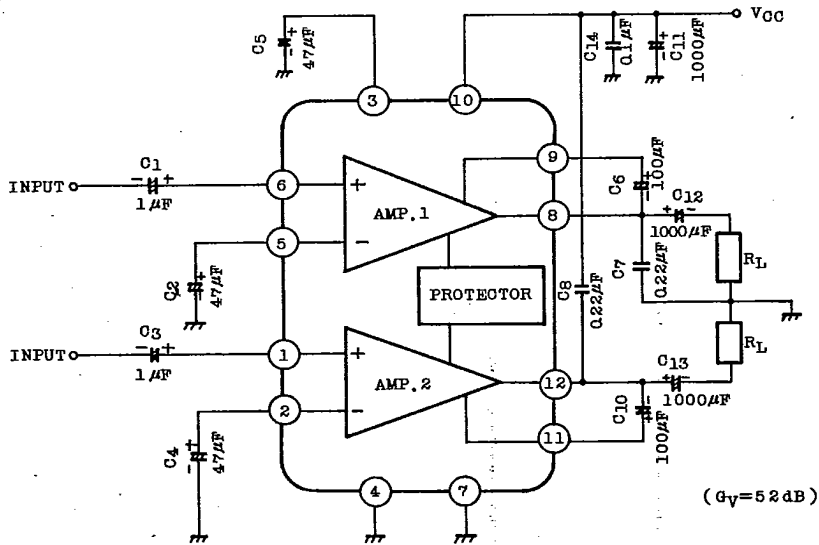 VCC
C5
47μF
C14
0.1μF
C11
1000μF
3
10
9
C1
INPUT
1μF
6
+
AMP.1
8
C6
100μF
C12
1000μF
5
−
C2
47μF
PROTECTOR
C8
0.22μF
C7
0.22μF
RL
C3
INPUT
1μF
1
+
AMP.2
12
RL
C13
1000μF
2
−
C10
100μF
11
C4
47μF
4
7
(GV=52dB)